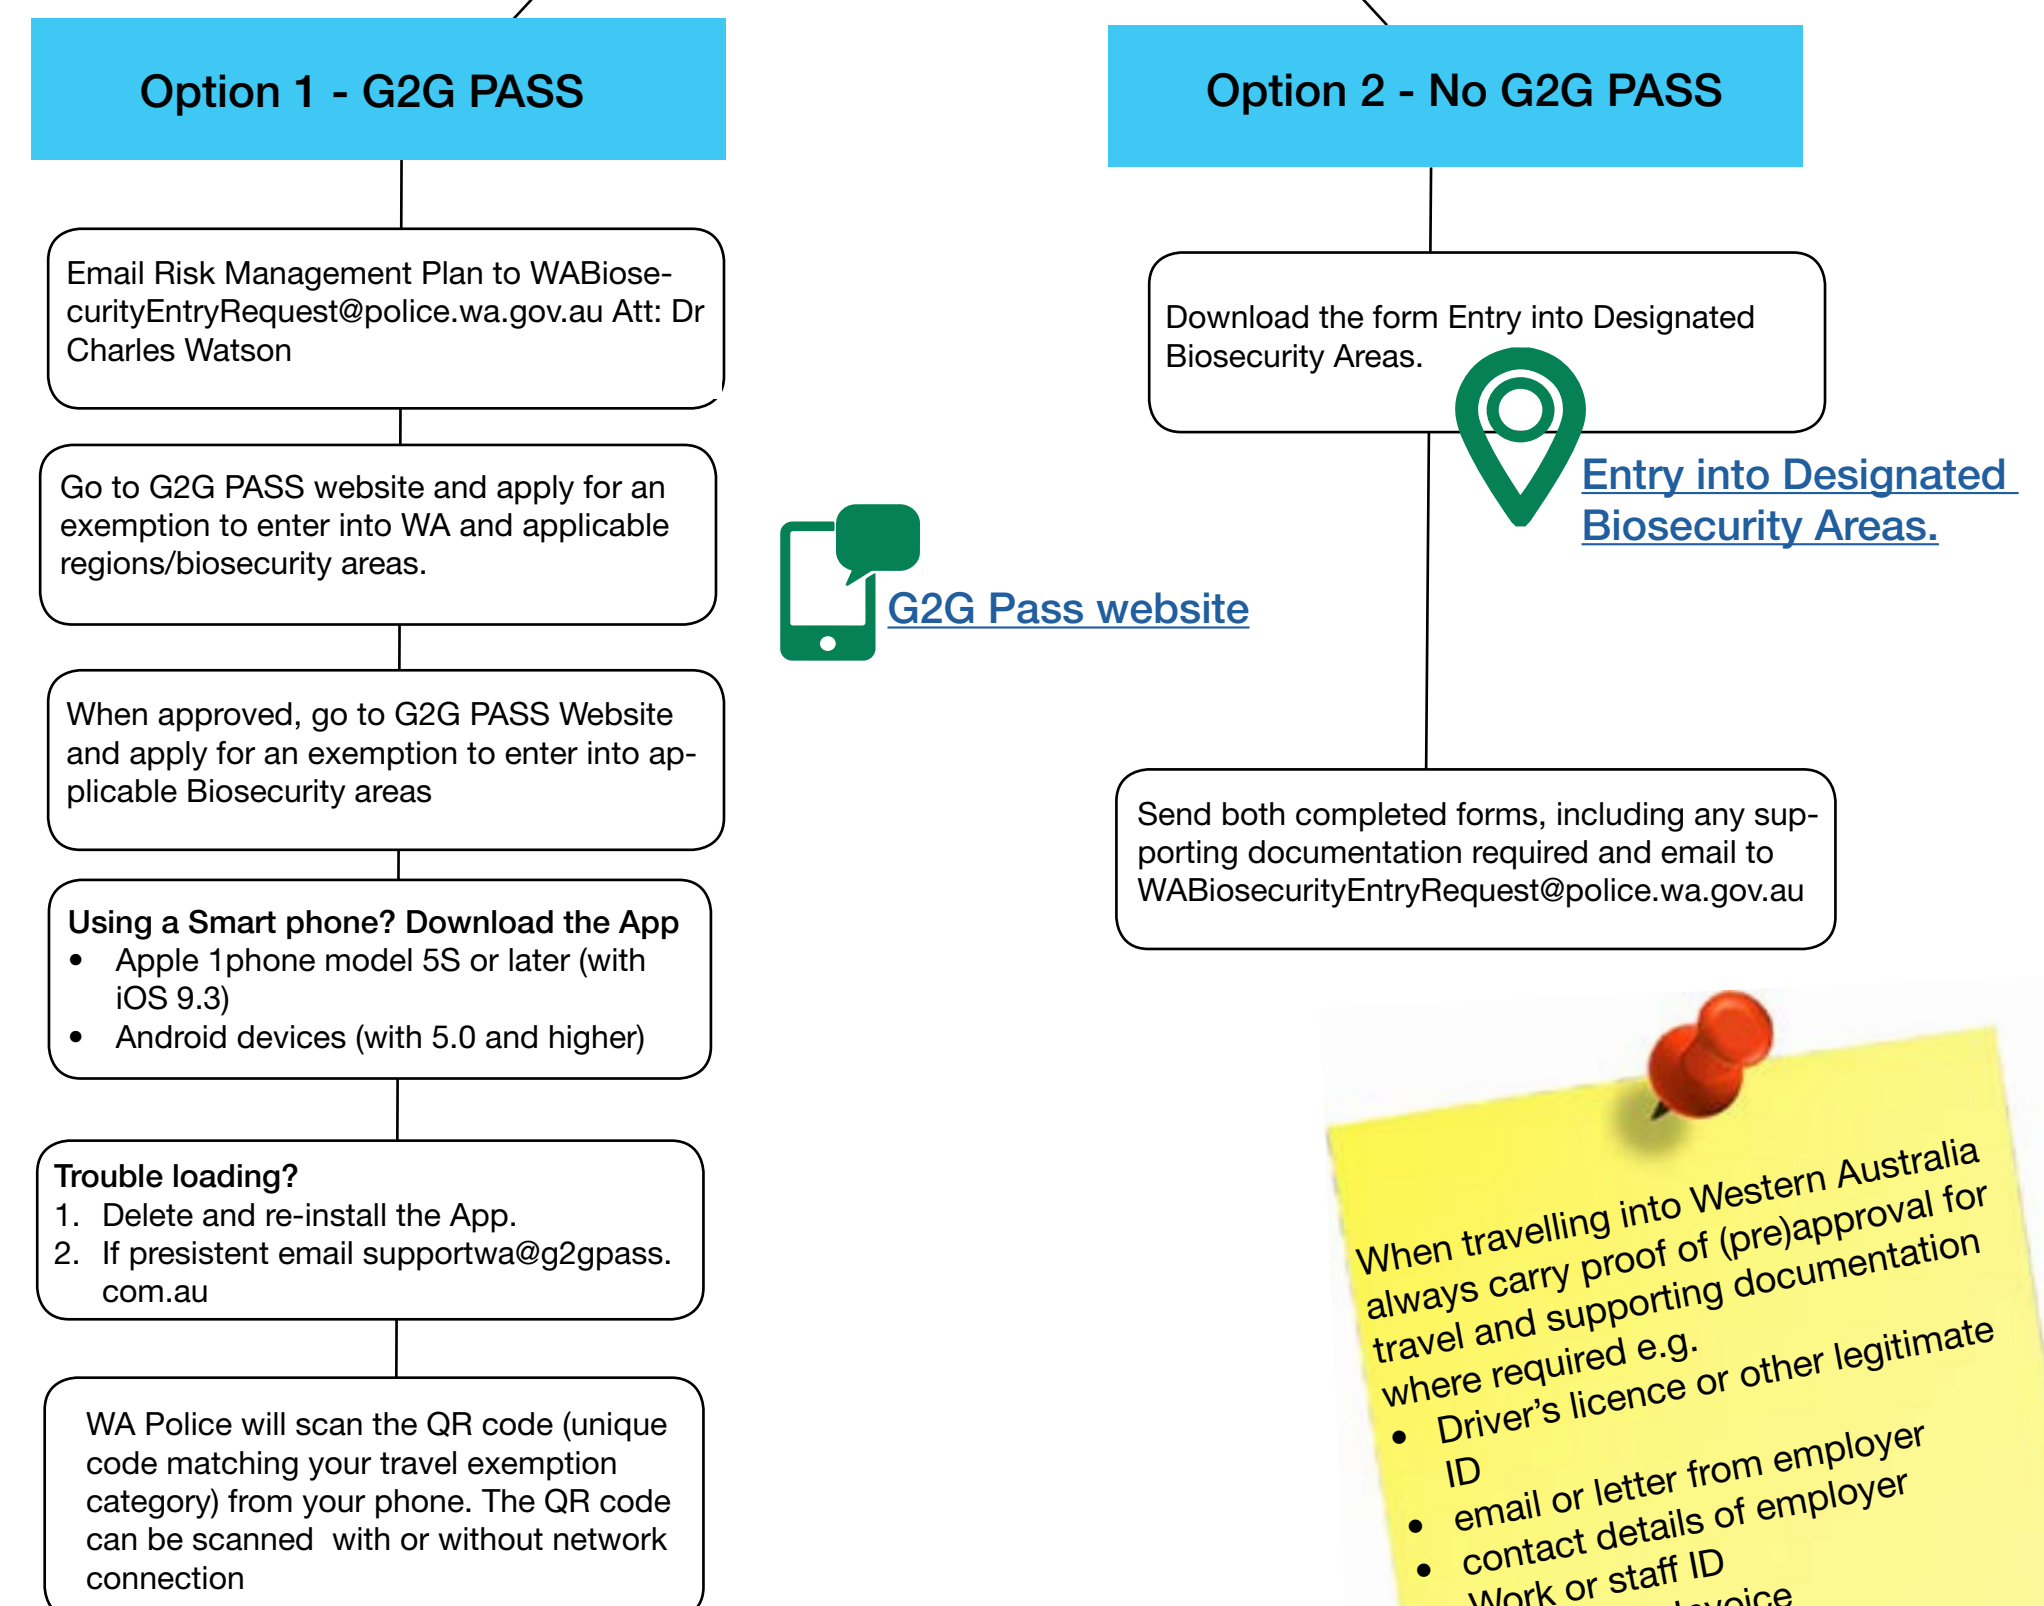 Option 1 - G2G PASS
Email Risk Management Plan to WABiose-
curityEntryRequest@police.wa.gov.au Att: Dr
Charles Watson
Go to G2G PASS website and apply for an
exemption to enter into WA and applicable
regions/biosecurity areas.
G2G Pass website
When approved, go to G2G PASS Website
and apply for an exemption to enter into ap-
plicable Biosecurity areas
Using a Smart phone? Download the App
• Apple 1phone model 5S or later (with
iOS 9.3)
• Android devices (with 5.0 and higher)
Trouble loading?
1. Delete and re-install the App.
2. If presistent email supportwa@g2gpass.
com.au
WA Police will scan the QR code (unique
code matching your travel exemption
category) from your phone. The QR code
can be scanned with or without network
connection
Option 2 - No G2G PASS
Download the form Entry into Designated
Biosecurity Areas.
Entry into Designated
Biosecurity Areas.
Send both completed forms, including any sup-
porting documentation required and email to
WABiosecurityEntryRequest@police.wa.gov.au
When travelling into Western Australia
always carry proof of (pre)approval for
travel and supporting documentation
where required e.g.
• Driver's licence or other legitimate
ID
• email or letter from employer
• contact details of employer
Work or staff ID